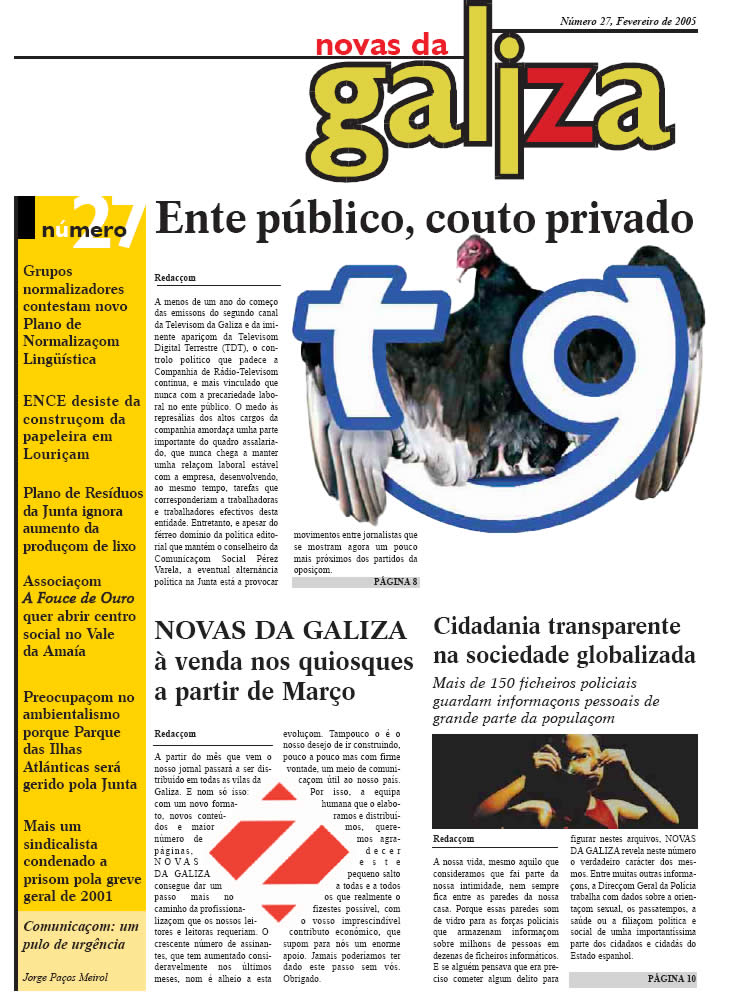 Número 27, Fevereiro de 2005
novas da
galiza
número 27
Grupos
normalizadores
contestam novo
Plano de
Normalizaçom
Lingüística
ENCE desiste da
construçom da
papeleira em
Louriçam
Plano de Resíduos
da Junta ignora
aumento da
produçom de lixo
Associaçom
A Fouce de Ouro
quer abrir centro
social no Vale
da Amaía
Preocupaçom no
ambientalismo
porque Parque
das Ilhas
Atlánticas será
gerido pola Junta
Mais um
sindicalista
condenado a
prisom pola greve
geral de 2001
Comunicaçom: um
pulo de urgência
Jorge Paços Meirol
Ente público, couto privado
Redacçom
A menos de um ano do começo
das emissons do segundo canal
da Televisom da Galiza e da imi-
nente apariçom da Televisom
Digital Terrestre (TDT), o con-
trolo político que padece a
Companhia de Rádio-Televisom
continua, e mais vinculado que
nunca com a precariedade labo-
ral no ente público. O medo às
represálias dos altos cargos da
companhia amordaça umha parte
importante do quadro assalaria-
do, que nunca chega a manter
umha relaçom laboral estável
com a empresa, desenvolvendo,
ao mesmo tempo, tarefas que
corresponderiam a trabalhadoras
e trabalhadores efectivos desta
entidade. Entretanto, e apesar do
férreo domínio da política edito-
rial que mantém o conselheiro da
Comunicaçom Social Pérez
Varela, a eventual alternáncia
política na Junta está a provocar
tg
movimentos entre jornalistas que
se mostram agora um pouco
mais próximos dos partidos da
oposiçom.
PÁGINA 8
NOVAS DA GALIZA
à venda nos quiosques
a partir de Março
Redacçom
A partir do mês que vem o
nosso jornal passará a ser dis-
tribuído em todas as vilas da
Galiza. E nom só isso:
com um novo forma-
to, novos conteú-
dos e maior
número de
páginas,
NOVAS
DA GALIZA
consegue dar um
passo mais no
caminho da profissiona-
lizaçom que os nossos lei-
tores e leitoras requeriam. O
crescente número de assinan-
tes, que tem aumentado consi-
deravelmente nos últimos
meses, nom é alheio a esta
evoluçom. Tampouco o é o
nosso desejo de ir construindo,
pouco a pouco mas com firme
vontade, um meio de comuni-
caçom útil ao nosso país.
Por isso, a equipa
humana que o elabo-
ramos e distribuí-
mos, quere-
mos agra-
decer
este
pequeno salto
a todas e a todos
os que realmente o
fizestes possível, com
o vosso imprescindível
contributo económico, que
supom para nós um enorme
apoio. Jamais poderíamos ter
dado este passo sem vós.
Obrigado.
Cidadania transparente
na sociedade globalizada
Mais de 150 ficheiros policiais
guardam informaçons pessoais de
grande parte da populaçom
Redacçom
A nossa vida, mesmo aquilo que
consideramos que fai parte da
nossa intimidade, nem sempre
fica entre as paredes da nossa
casa. Porque essas paredes som
de vidro para as forças policiais
que armazenam informaçom
sobre milhons de pessoas em
dezenas de ficheiros informáticos.
E se alguém pensava que era pre-
ciso cometer algum delito para
figurar nestes arquivos, NOVAS
DA GALIZA revela neste número
o verdadeiro carácter dos mes-
mos. Entre muitas outras informa-
çons, a Direcçom Geral da Polícia
trabalha com dados sobre a orien-
taçom sexual, os passatempos, a
saúde ou a filiaçom política e
social de umha importantíssima
parte dos cidadaos e cidadás do
Estado espanhol.
PÁGINA 10